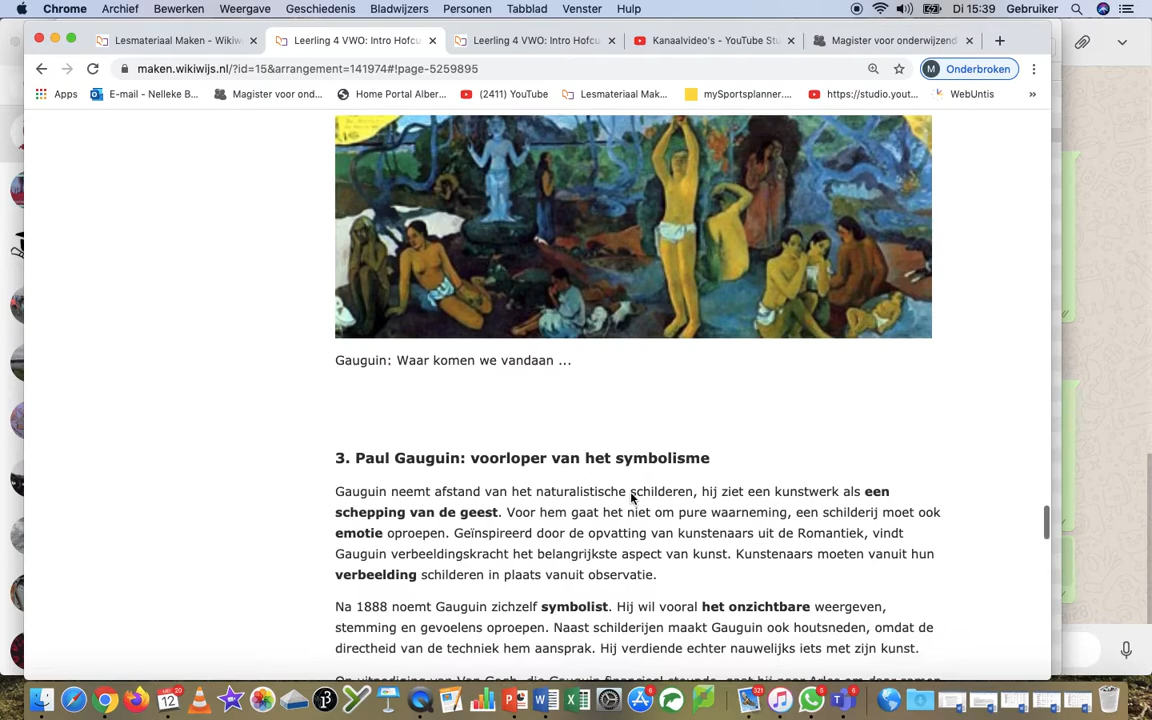 Chrome Archief Bewerken Weergave Geschiedenis Bladwijzers Personen Tabblad Venster Hulp Di 15:39 Gebruiker
Lesmateriaal Maken - Wikiw Leerling 4 VWO: Intro Hofcu Leerling 4 VWO: Intro Hofcu Kanaalvideo's - YouTube Stu Magister voor onderwijzend
maken.wikiwijs.nl/?id=15&arrangement=141974#!page-5259895 M Onderbroken
Apps E-mail - Nelleke B... Magister voor ond... Home Portal Alber... (2411) YouTube Lesmateriaal Mak... mySportsplanner.... https://studio.yout... WebUntis »
Gauguin: Waar komen we vandaan ...
3. Paul Gauguin: voorloper van het symbolisme
Gauguin neemt afstand van het naturalistische schilderen, hij ziet een kunstwerk als een
schepping van de geest. Voor hem gaat het niet om pure waarneming, een schilderij moet ook
emotie oproepen. Geïnspireerd door de opvatting van kunstenaars uit de Romantiek, vindt
Gauguin verbeeldingskracht het belangrijkste aspect van kunst. Kunstenaars moeten vanuit hun
verbeelding schilderen in plaats vanuit observatie.
Na 1888 noemt Gauguin zichzelf symbolist. Hij wil vooral het onzichtbare weergeven,
stemming en gevoelens oproepen. Naast schilderijen maakt Gauguin ook houtsneden, omdat de
directheid van de techniek hem aansprak. Hij verdiende echter nauwelijks iets met zijn kunst.